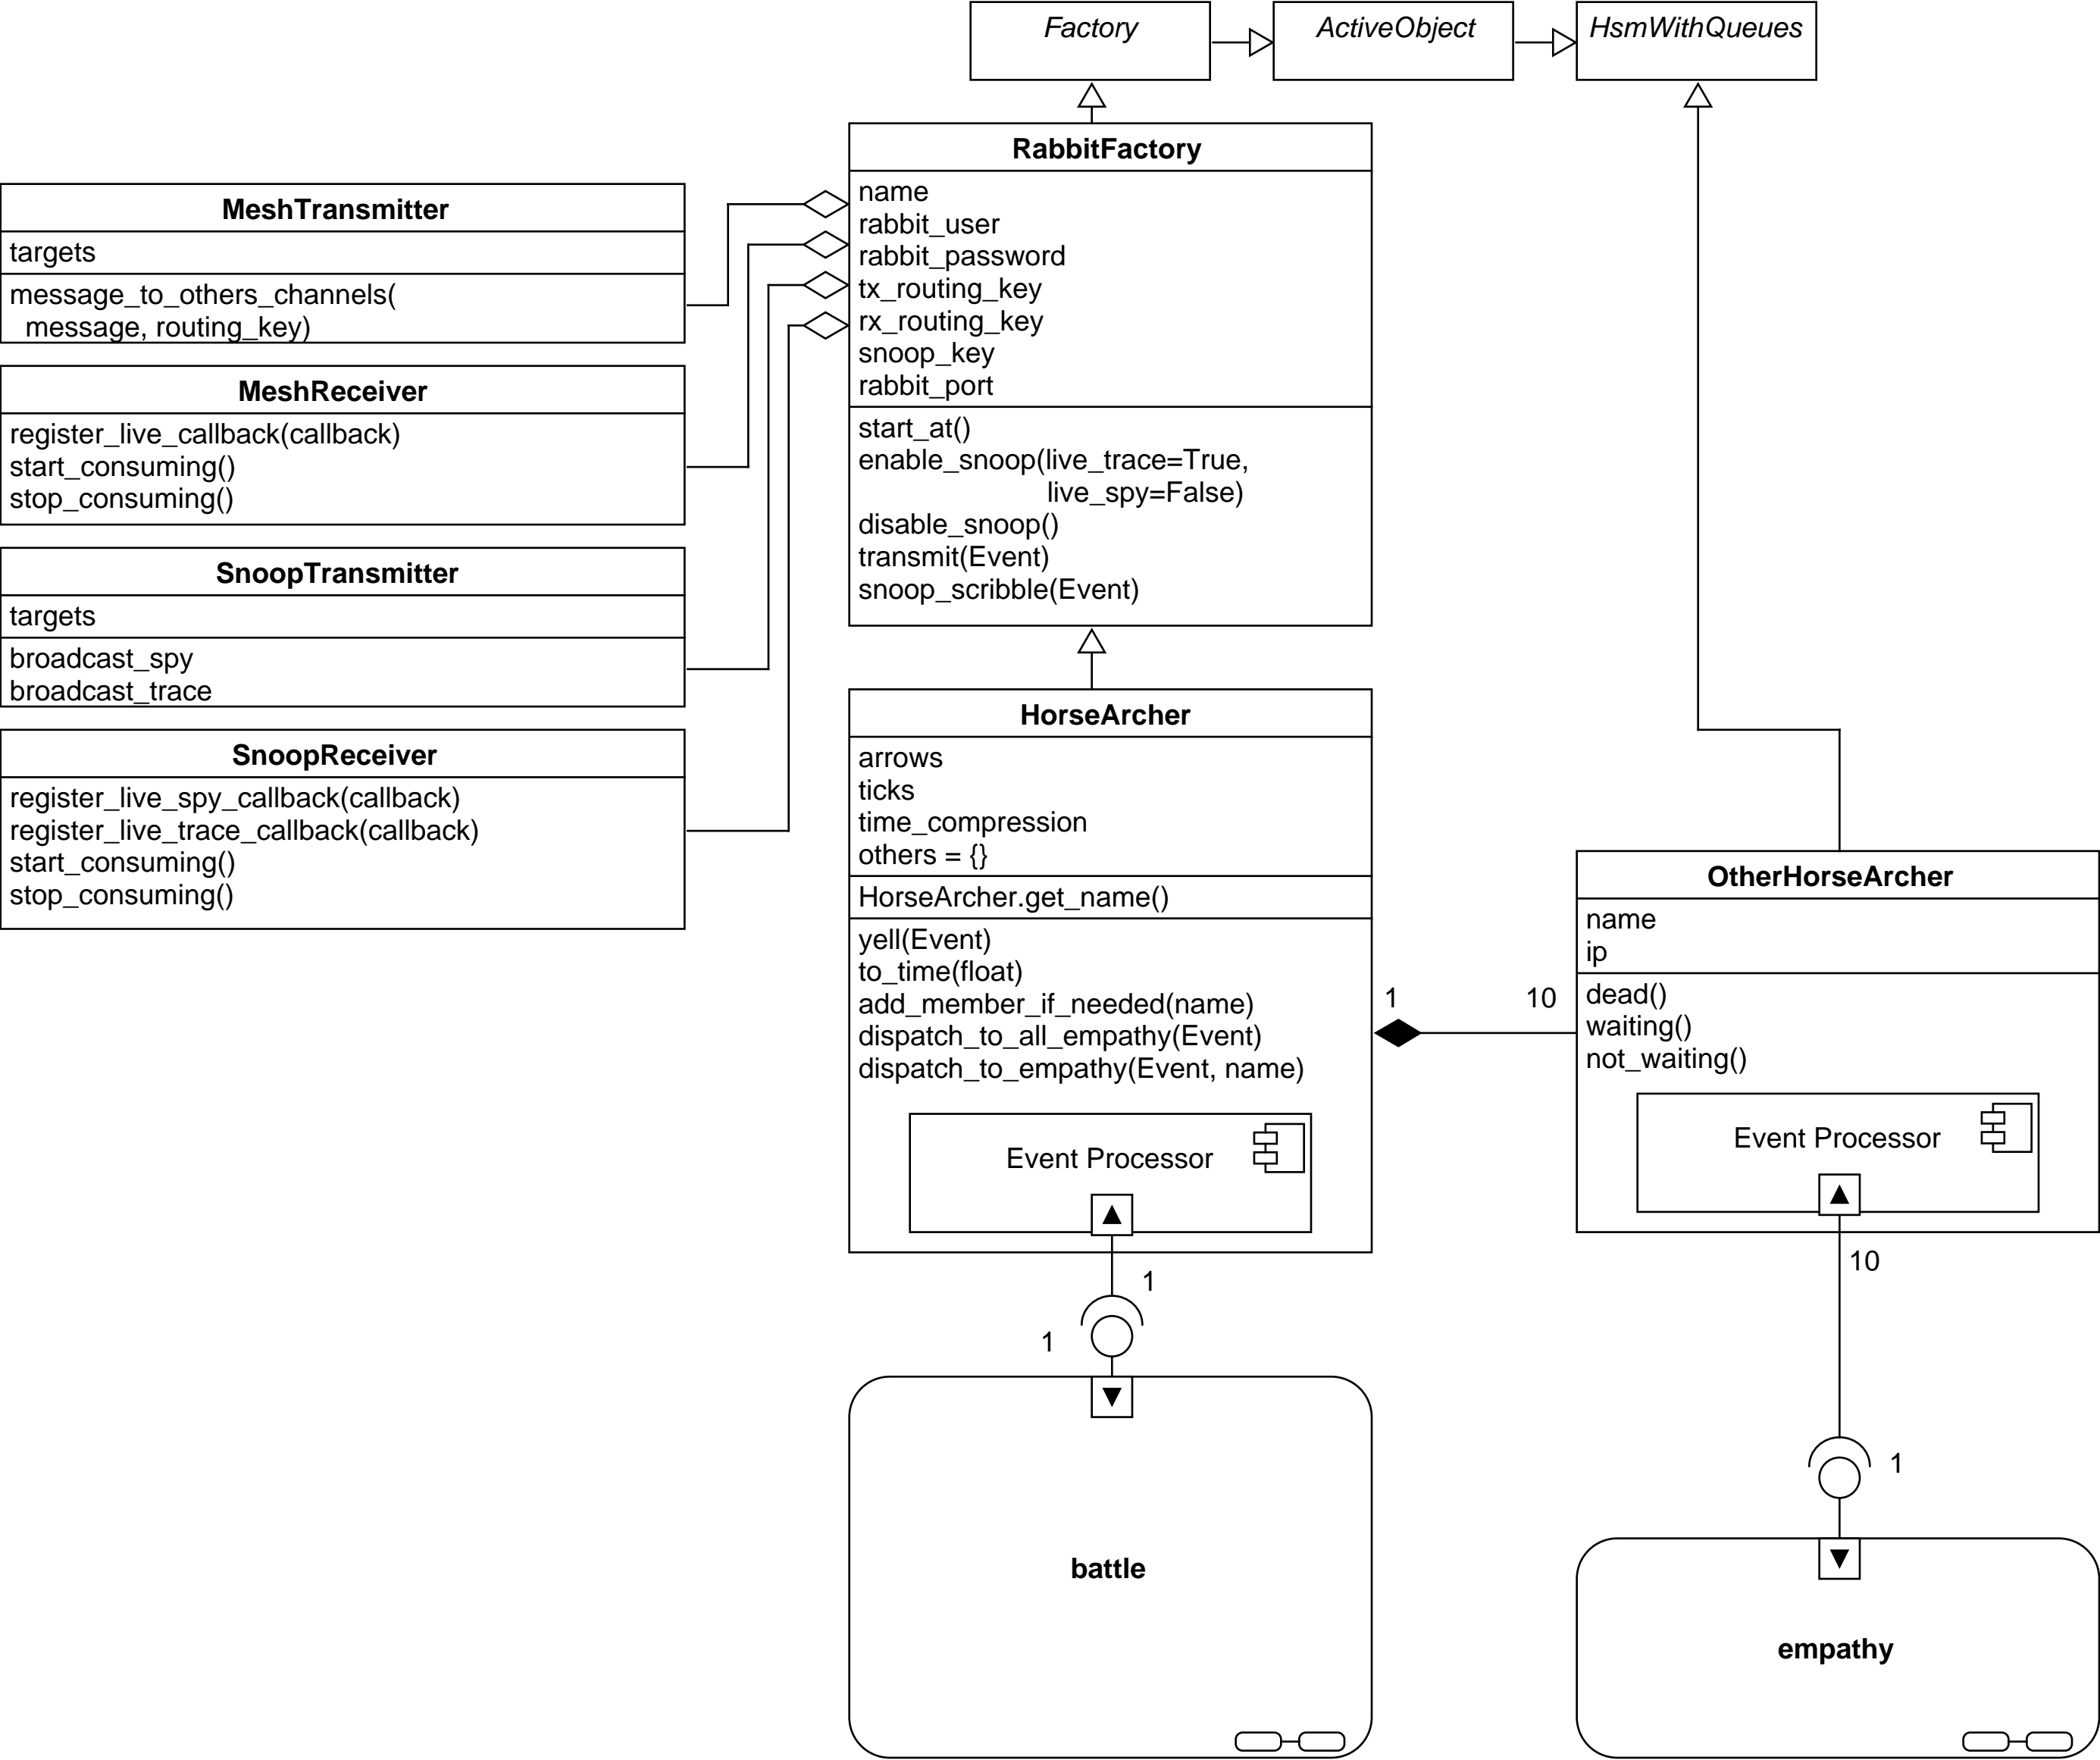 Factory
ActiveObject
HsmWithQueues
RabbitFactory
name
rabbit_user
rabbit_password
tx_routing_key
rx_routing_key
snoop_key
rabbit_port
start_at()
enable_snoop(live_trace=True,
live_spy=False)
disable_snoop()
transmit(Event)
snoop_scribble(Event)
MeshTransmitter
targets
message_to_others_channels(
message, routing_key)
MeshReceiver
register_live_callback(callback)
start_consuming()
stop_consuming()
SnoopTransmitter
targets
broadcast_spy
broadcast_trace
SnoopReceiver
register_live_spy_callback(callback)
register_live_trace_callback(callback)
start_consuming()
stop_consuming()
HorseArcher
arrows
ticks
time_compression
others = {}
HorseArcher.get_name()
yell(Event)
to_time(float)
add_member_if_needed(name)
dispatch_to_all_empathy(Event)
dispatch_to_empathy(Event, name)
Event Processor
1
10
OtherHorseArcher
name
ip
dead()
waiting()
not_waiting()
Event Processor
1
1
battle
10
1
empathy